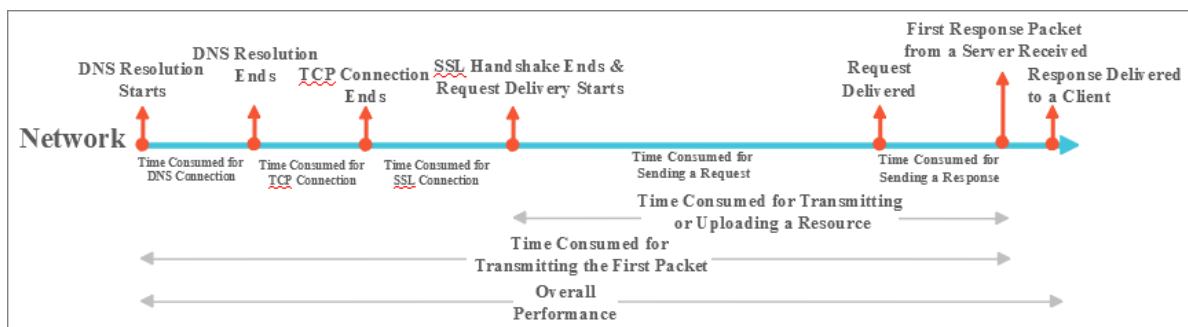 DNS Resolution
Starts
DNS Resolution
Ends
TCP Connection
Ends
SSL Handshake Ends &
Request Delivery Starts
Request
Delivered
First Response Packet
from a Server Received
Response Delivered
to a Client
Network
Time Consumed for
DNS Connection
Time Consumed for
TCP Connection
Time Consumed for
SSL Connection
Time Consumed for
Sending a Request
Time Consumed for
Sending a Response
Time Consumed for Transmitting
or Uploading a Resource
Time Consumed for
Transmitting the First Packet
Overall
Performance